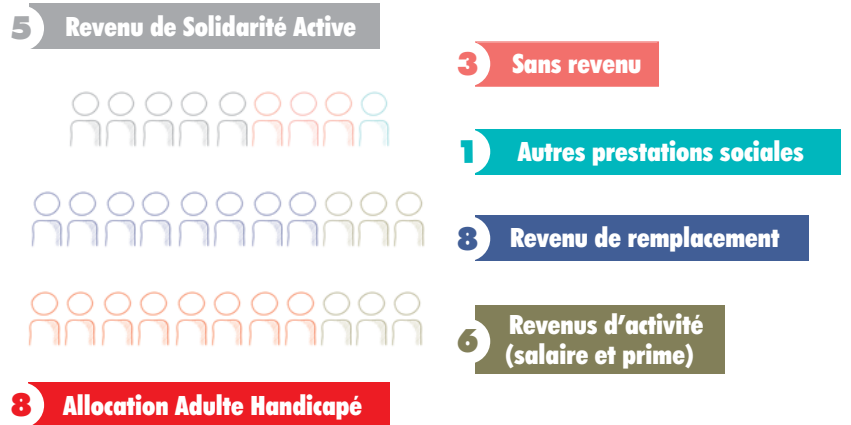 5 Revenu de Solidarité Active
3 Sans revenu
1 Autres prestations sociales
8 Revenu de remplacement
6 Revenus d'activité
(salaire et prime)
8 Allocation Adulte Handicapé